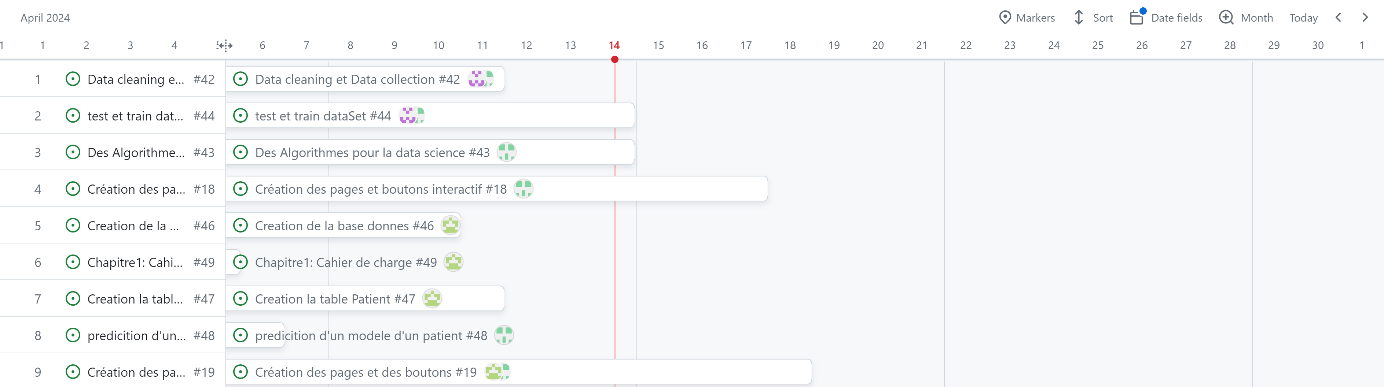 April 2024 Markers Sort Date fields Month Today
1 1 2 3 4 5 6 7 8 9 10 11 12 13 14 15 16 17 18 19 20 21 22 23 24 25 26 27 28 29 30 1
1 Data cleaning e... #42 Data cleaning et Data collection #42
2 test et train dat... #44 test et train dataSet #44
3 Des Algorithme... #43 Des Algorithmes pour la data science #43
4 Création des pa... #18 Création des pages et boutons interactif #18
5 Creation de la ... #46 Creation de la base donnes #46
6 Chapitre1: Cahi... #49 Chapitre1: Cahier de charge #49
7 Creation la tabl... #47 Creation la table Patient #47
8 predicition d'un... #48 predicition d'un modele d'un patient #48
9 Création des pa... #19 Création des pages et des boutons #19